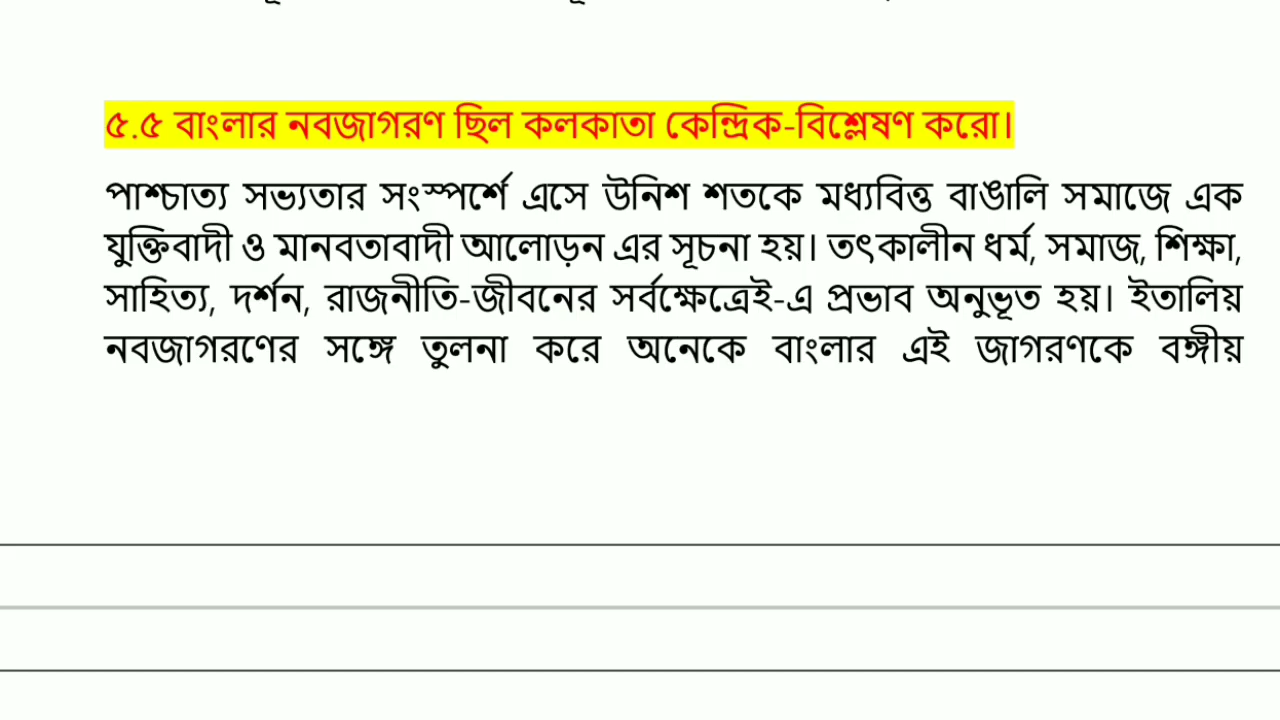 ৫.৫ বাংলার নবজাগরণ ছিল কলকাতা কেন্দ্রিক-বিশ্লেষণ করো।
পাশ্চাত্য সভ্যতার সংস্পর্শে এসে উনিশ শতকে মধ্যবিত্ত বাঙালি সমাজে এক
যুক্তিবাদী ও মানবতাবাদী আলোড়ন এর সূচনা হয়। তৎকালীন ধর্ম, সমাজ, শিক্ষা,
সাহিত্য, দর্শন, রাজনীতি-জীবনের সর্বক্ষেত্রেই-এ প্রভাব অনুভূত হয়। ইতালিয়
নবজাগরণের সঙ্গে তুলনা করে অনেকে বাংলার এই জাগরণকে বঙ্গীয়